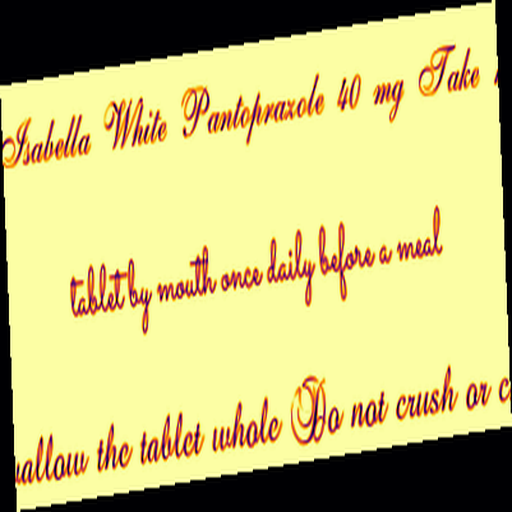 Isabella White Pantoprazole 40 mg Take
tablet by mouth once daily before a meal
the tablet whole Do not crush or